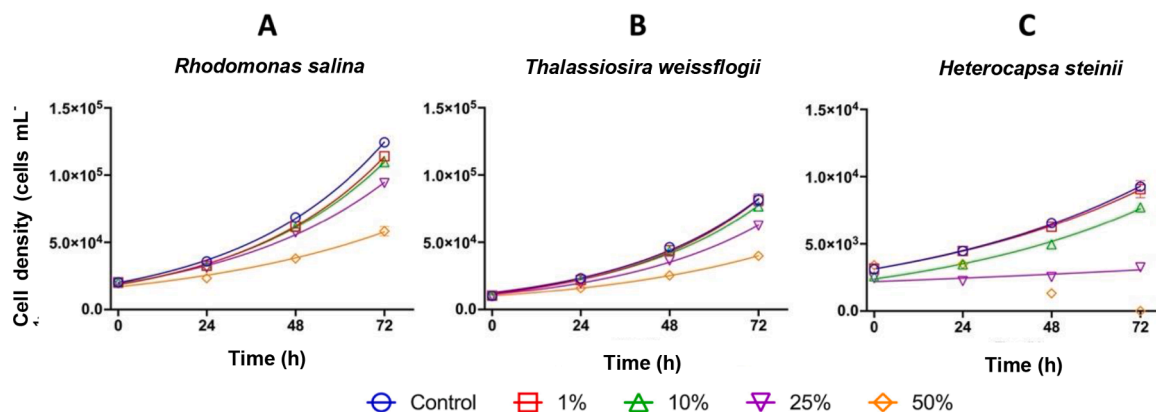 A
B
C
Rhodomonas salina
Thalassiosira weissflogii
Heterocapsa steinii
Cell density (cells mL-
1.
1.5×10⁵
1.0×10⁵
5.0×10⁴
0.0
0 24 48 72
Time (h)
1.5×10⁵
1.0×10⁵
5.0×10⁴
0.0
0 24 48 72
Time (h)
1.5×10⁴
1.0×10⁴
5.0×10³
0.0
0 24 48 72
Time (h)
Control 1% 10% 25% 50%